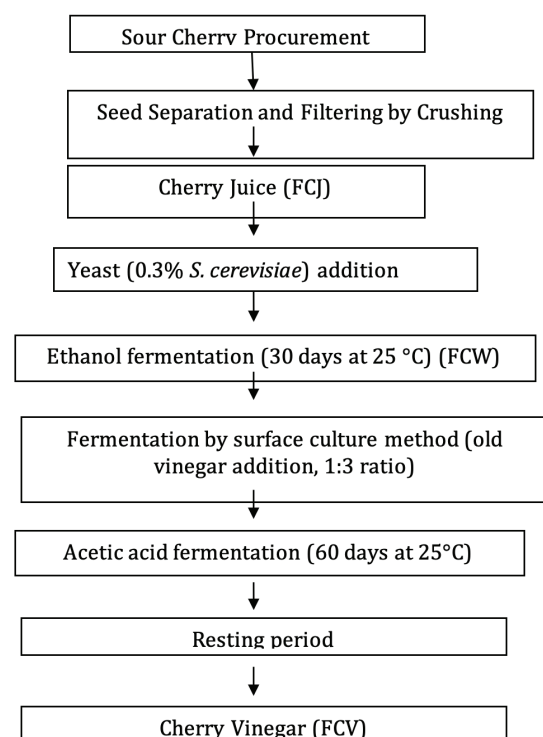 Sour Cherry Procurement
Seed Separation and Filtering by Crushing
Cherry Juice (FCJ)
Yeast (0.3% S. cerevisiae) addition
Ethanol fermentation (30 days at 25 °C) (FCW)
Fermentation by surface culture method (old
vinegar addition, 1:3 ratio)
Acetic acid fermentation (60 days at 25°C)
Resting period
Cherry Vinegar (FCV)